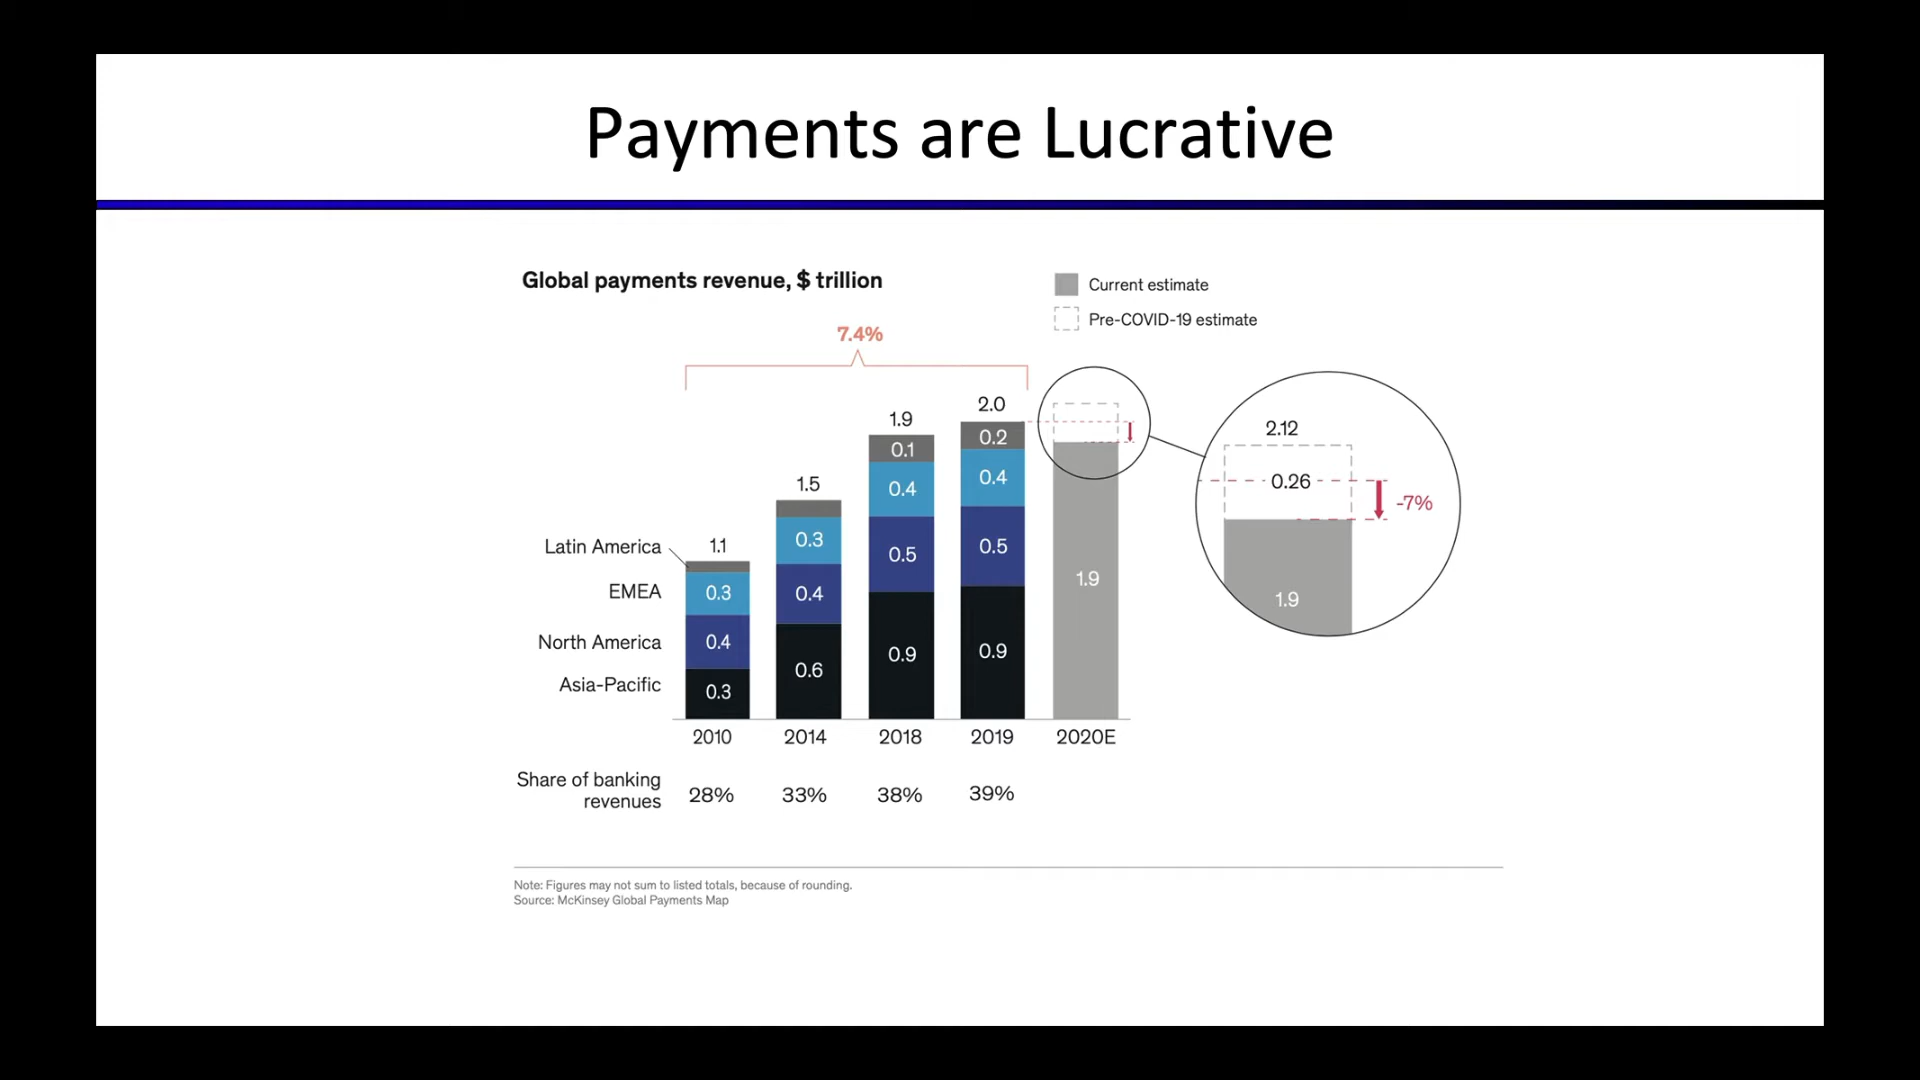 Payments are Lucrative
Global payments revenue, $ trillion
Current estimate
Pre-COVID-19 estimate
7.4%
1.1
1.5
1.9
2.0
Latin America
0.1
0.2
EMEA
0.3
0.3
0.4
0.4
North America
0.4
0.4
0.5
0.5
Asia-Pacific
0.3
0.6
0.9
0.9
1.9
2.12
0.26
-7%
1.9
2010
2014
2018
2019
2020E
Share of banking
revenues
28%
33%
38%
39%
Note: Figures may not sum to listed totals, because of rounding.
Source: McKinsey Global Payments Map